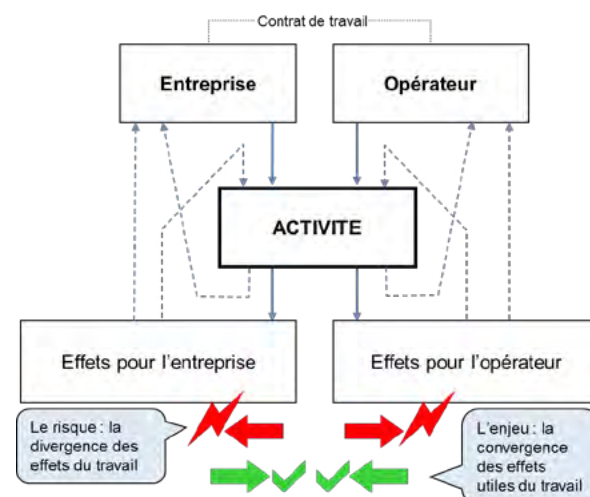 Contrat de travail
Entreprise
Opérateur
ACTIVITE
Effets pour l'entreprise
Effets pour l'opérateur
Le risque : la
divergence des
effets du travail
L'enjeu : la
convergence
des effets
utiles du travail